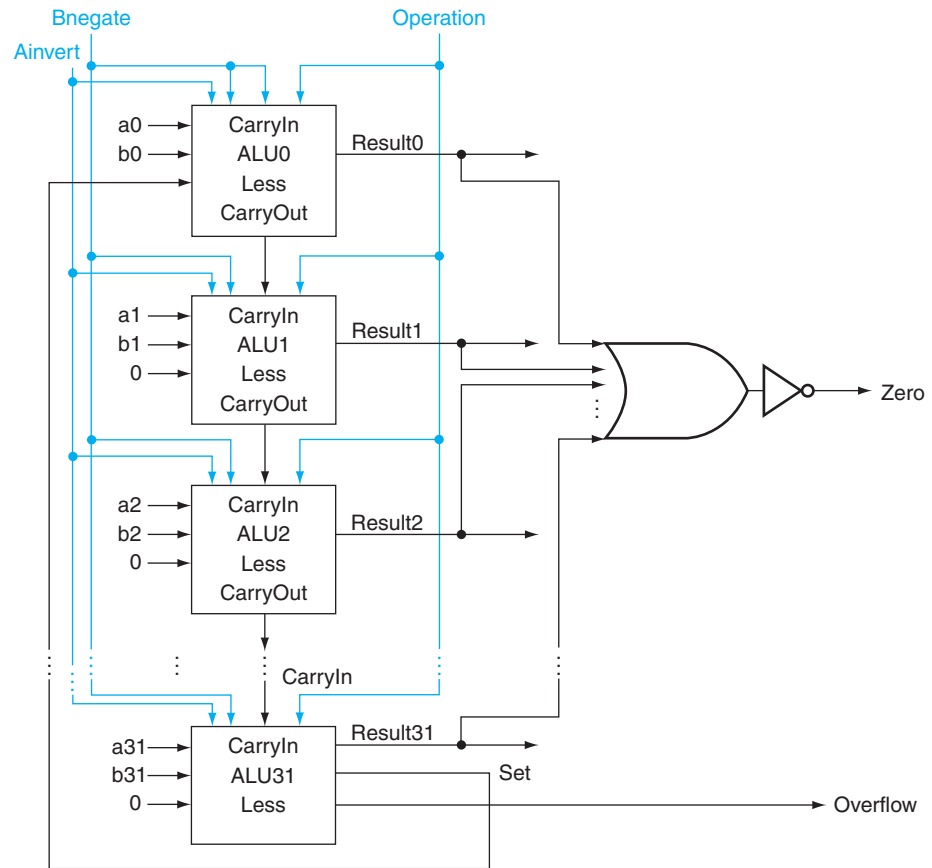 Bnegate
Operation
Ainvert
a0
b0
CarryIn
ALU0
Less
CarryOut
Result0
a1
b1
0
CarryIn
ALU1
Less
CarryOut
Result1
Zero
a2
b2
0
CarryIn
ALU2
Less
CarryOut
Result2
CarryIn
a31
b31
0
CarryIn
ALU31
Less
Result31
Set
Overflow